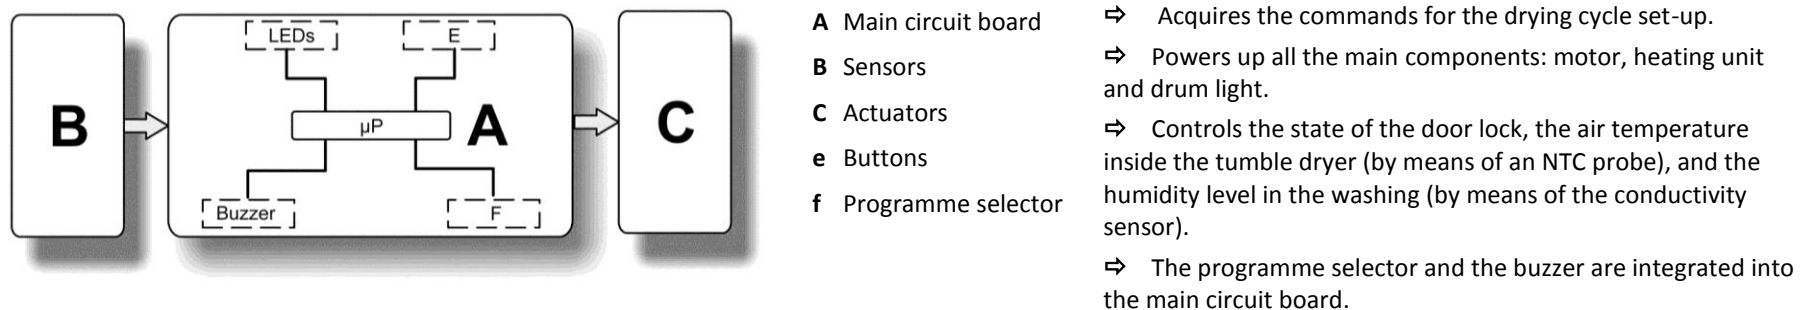 LEDs
E
B
µP
A
C
Buzzer
F
A Main circuit board
B Sensors
C Actuators
e Buttons
f Programme selector
⇨ Acquires the commands for the drying cycle set-up.
⇨ Powers up all the main components: motor, heating unit
and drum light.
⇨ Controls the state of the door lock, the air temperature
inside the tumble dryer (by means of an NTC probe), and the
humidity level in the washing (by means of the conductivity
sensor).
⇨ The programme selector and the buzzer are integrated into
the main circuit board.